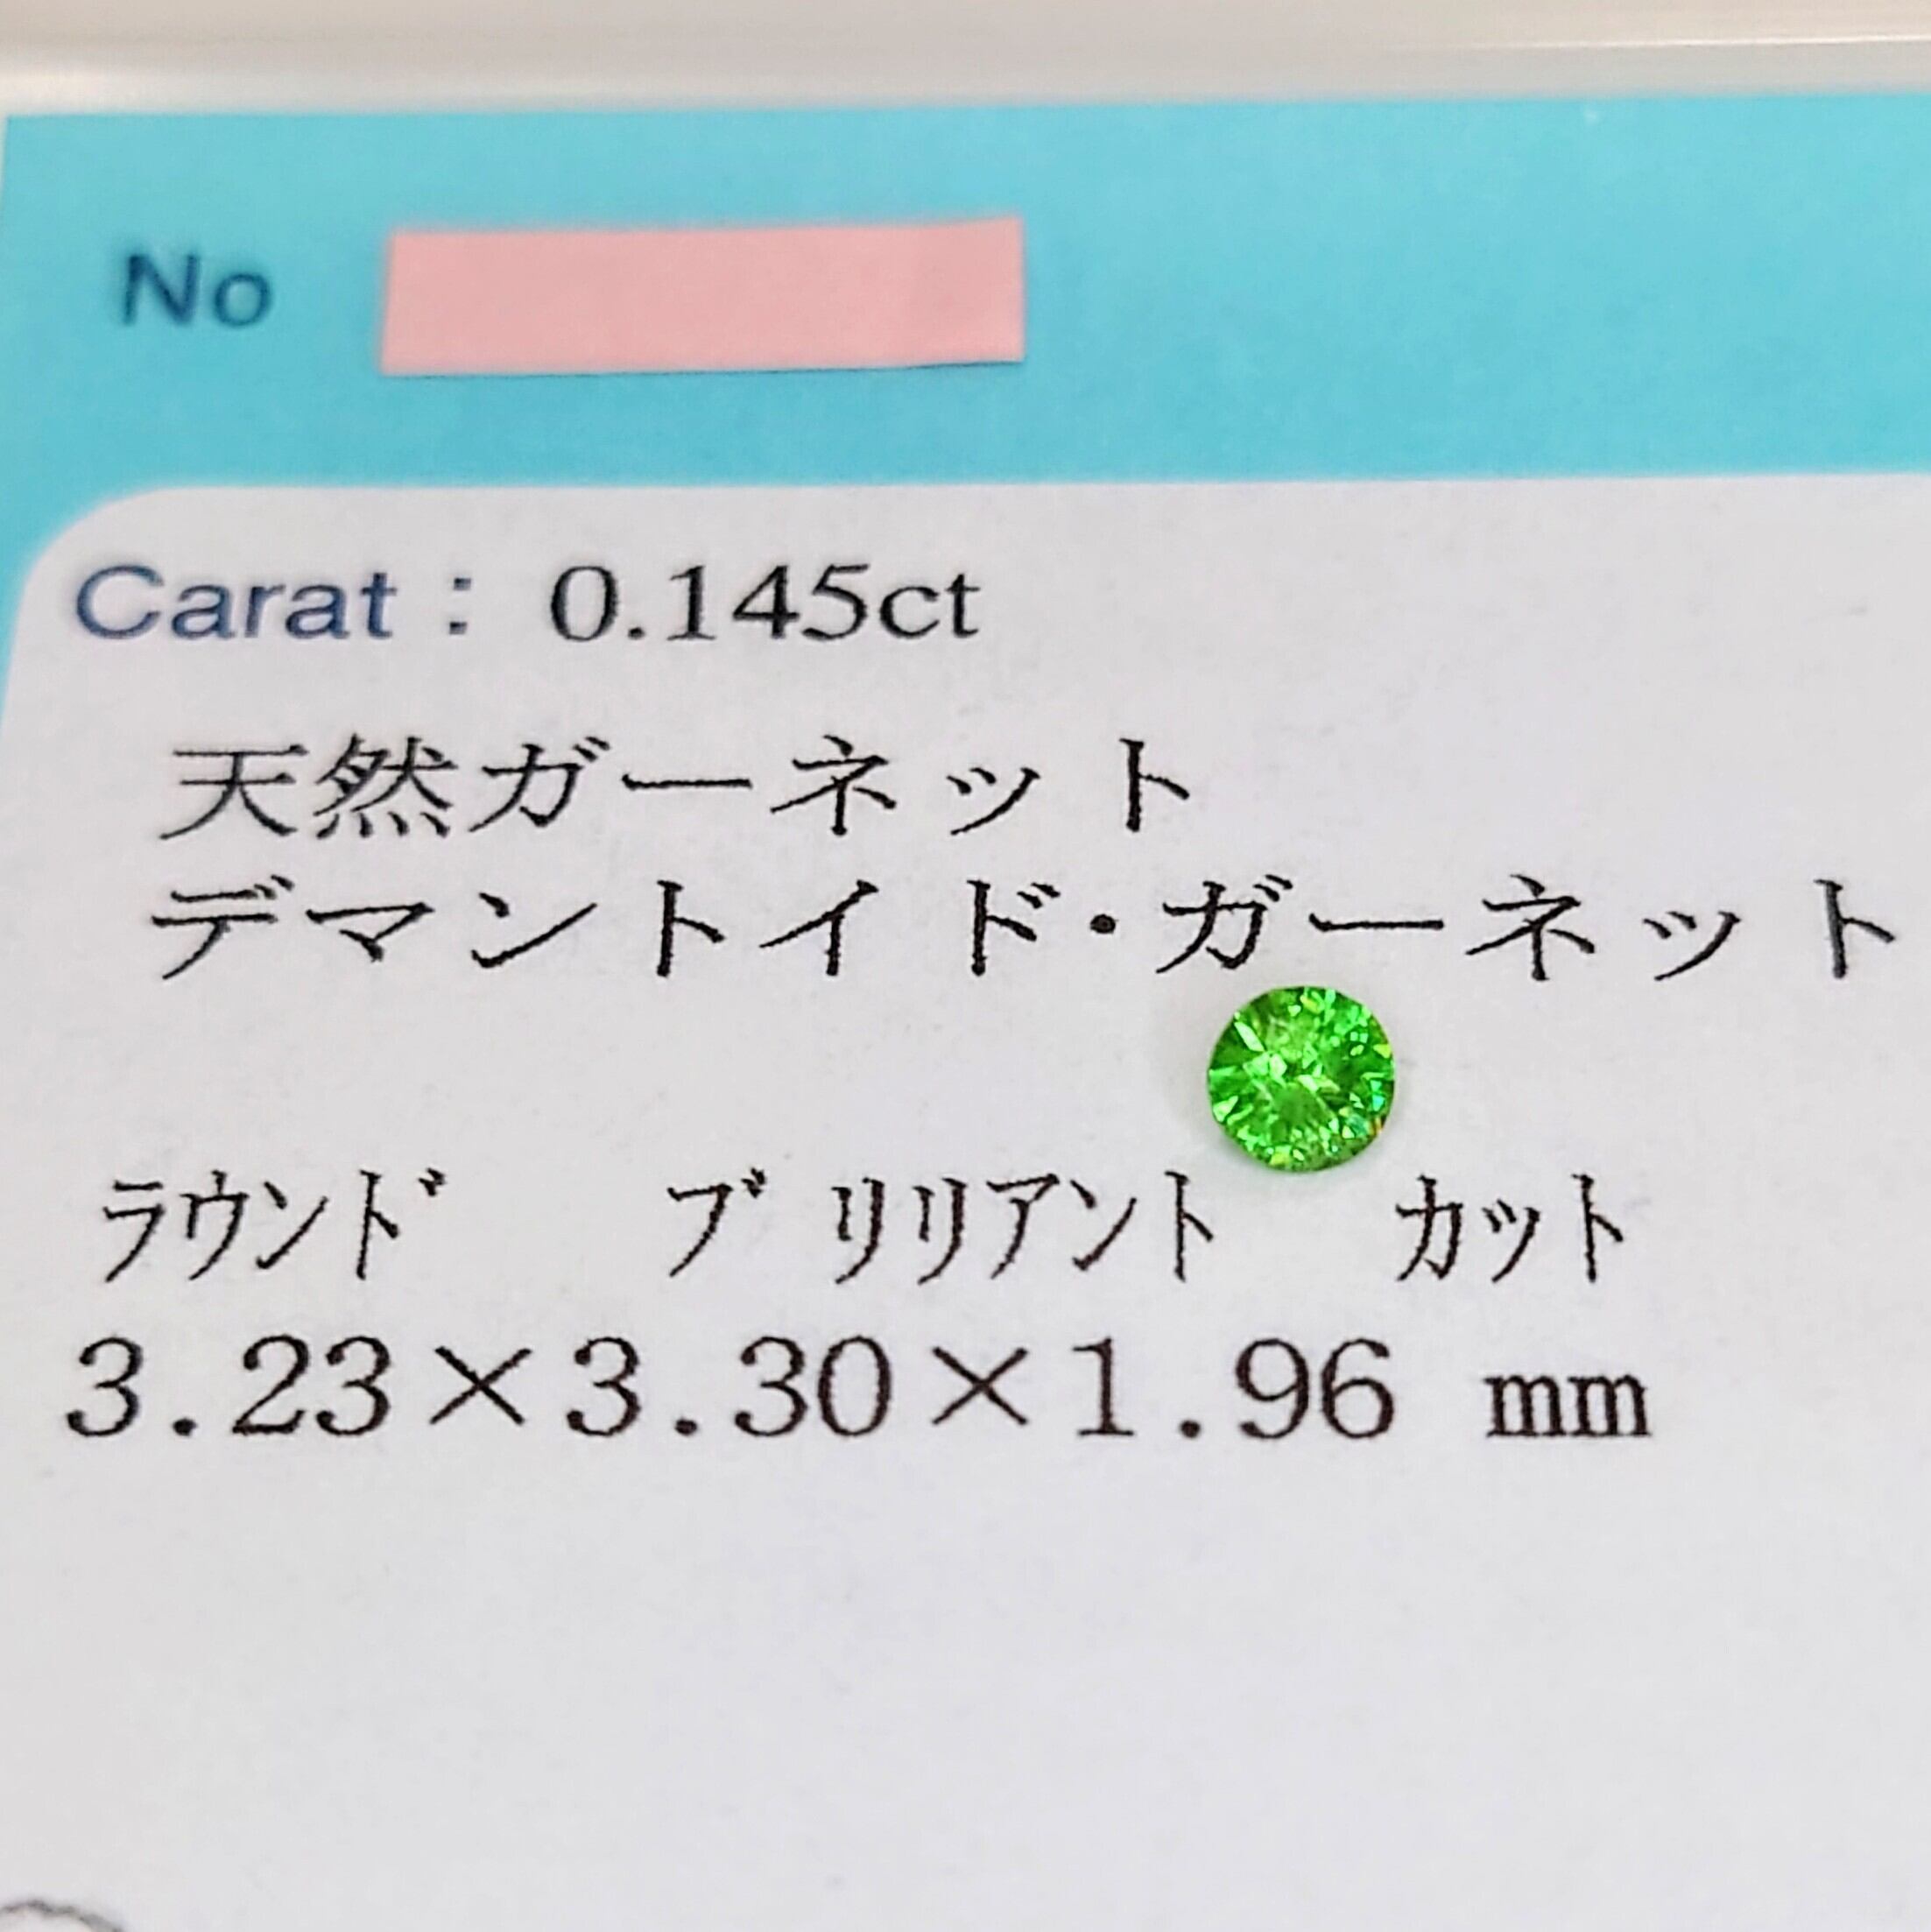 No
Carat : 0.145ct
天然ガーネット
デマントイド・ガーネット
ﾗｳﾝﾄﾞ ﾌﾞﾘﾘｱﾝﾄ ｶｯﾄ
3.23×3.30×1.96 mm